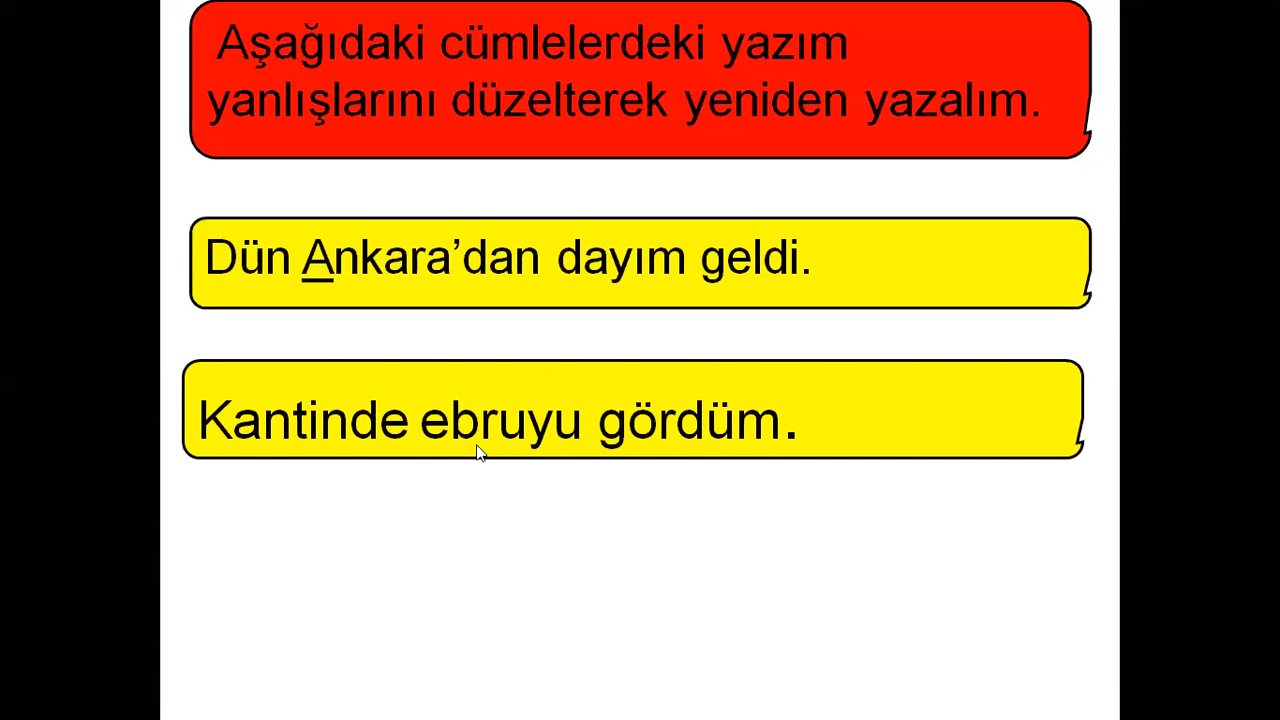 Aşağıdaki cümlelerdeki yazım
yanlışlarını düzelterek yeniden yazalım.
Dün Ankara’dan dayım geldi.
Kantinde ebruyu gördüm.